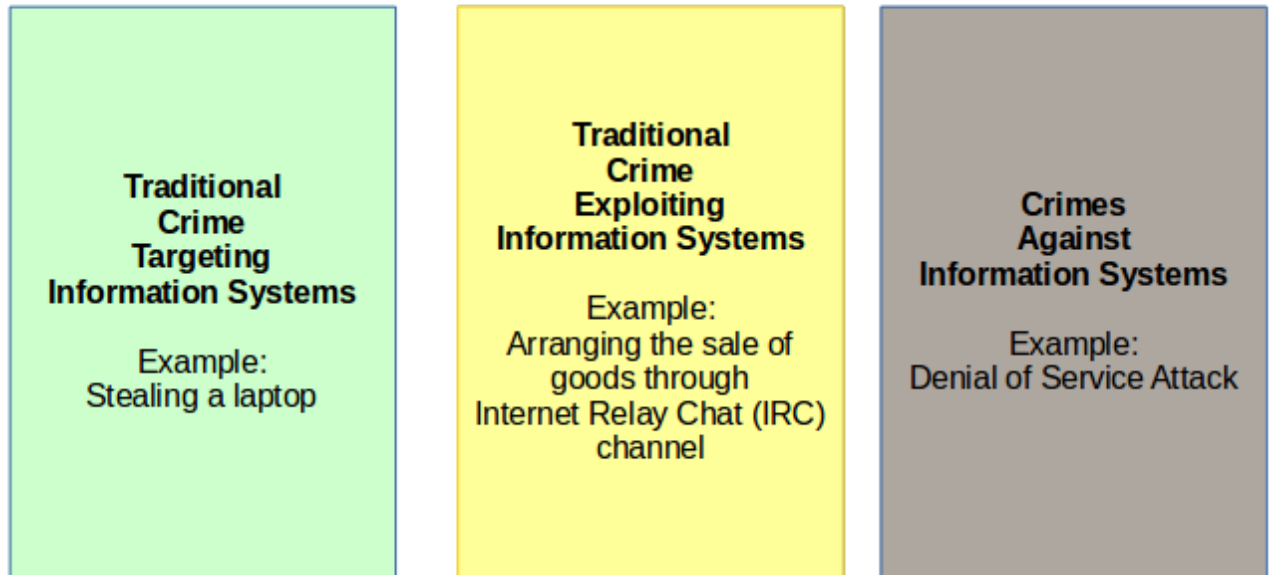 Traditional
Crime
Targeting
Information Systems
Example:
Stealing a laptop
Traditional
Crime
Exploiting
Information Systems
Example:
Arranging the sale of
goods through
Internet Relay Chat (IRC)
channel
Crimes
Against
Information Systems
Example:
Denial of Service Attack